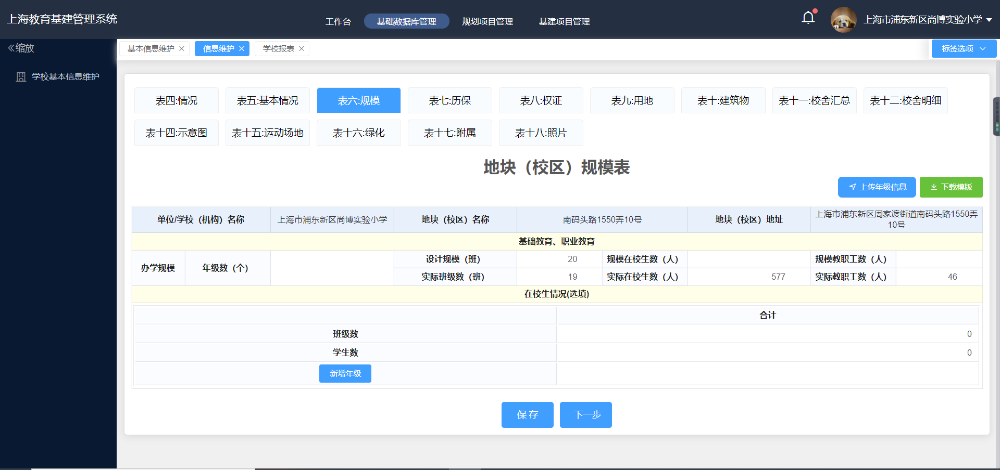 上海教育基建管理系统
工作台 基础数据库管理 规划项目管理 基建项目管理
上海市浦东新区尚博实验小学
缩放
学校基本信息维护
基本信息维护 信息维护 学校报表 标签选项
表四:情况 表五:基本情况 表六:规模 表七:历保 表八:权证 表九:用地 表十:建筑物 表十一:校舍汇总 表十二:校舍明细
表十四:示意图 表十五:运动场地 表十六:绿化 表十七:附属 表十八:照片
地块（校区）规模表
上传年级信息 下载模版
单位/学校（机构）名称 上海市浦东新区尚博实验小学 地块（校区）名称 南码头路1550弄10号 地块（校区）地址 上海市浦东新区周家渡街道南码头路1550弄
10号
基础教育、职业教育
办学规模 年级数（个） 设计规模（班） 20 规模在校生数（人） 规模教职工数（人）
实际班级数（班） 19 实际在校生数（人） 577 实际教职工数（人） 46
在校生情况(选填)
合计
班级数 0
学生数 0
新增年级
保 存 下一步